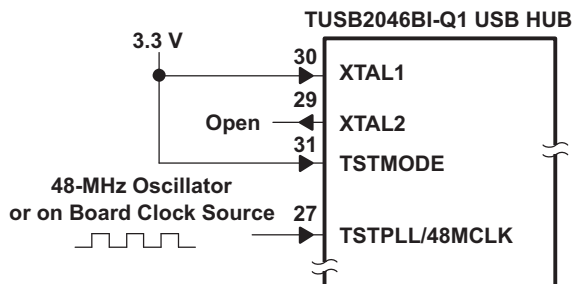 TUSB2046BI-Q1 USB HUB
3.3 V
30
XTAL1
29
Open
XTAL2
31
TSTMODE
48-MHz Oscillator
or on Board Clock Source
27
TSTPLL/48MCLK